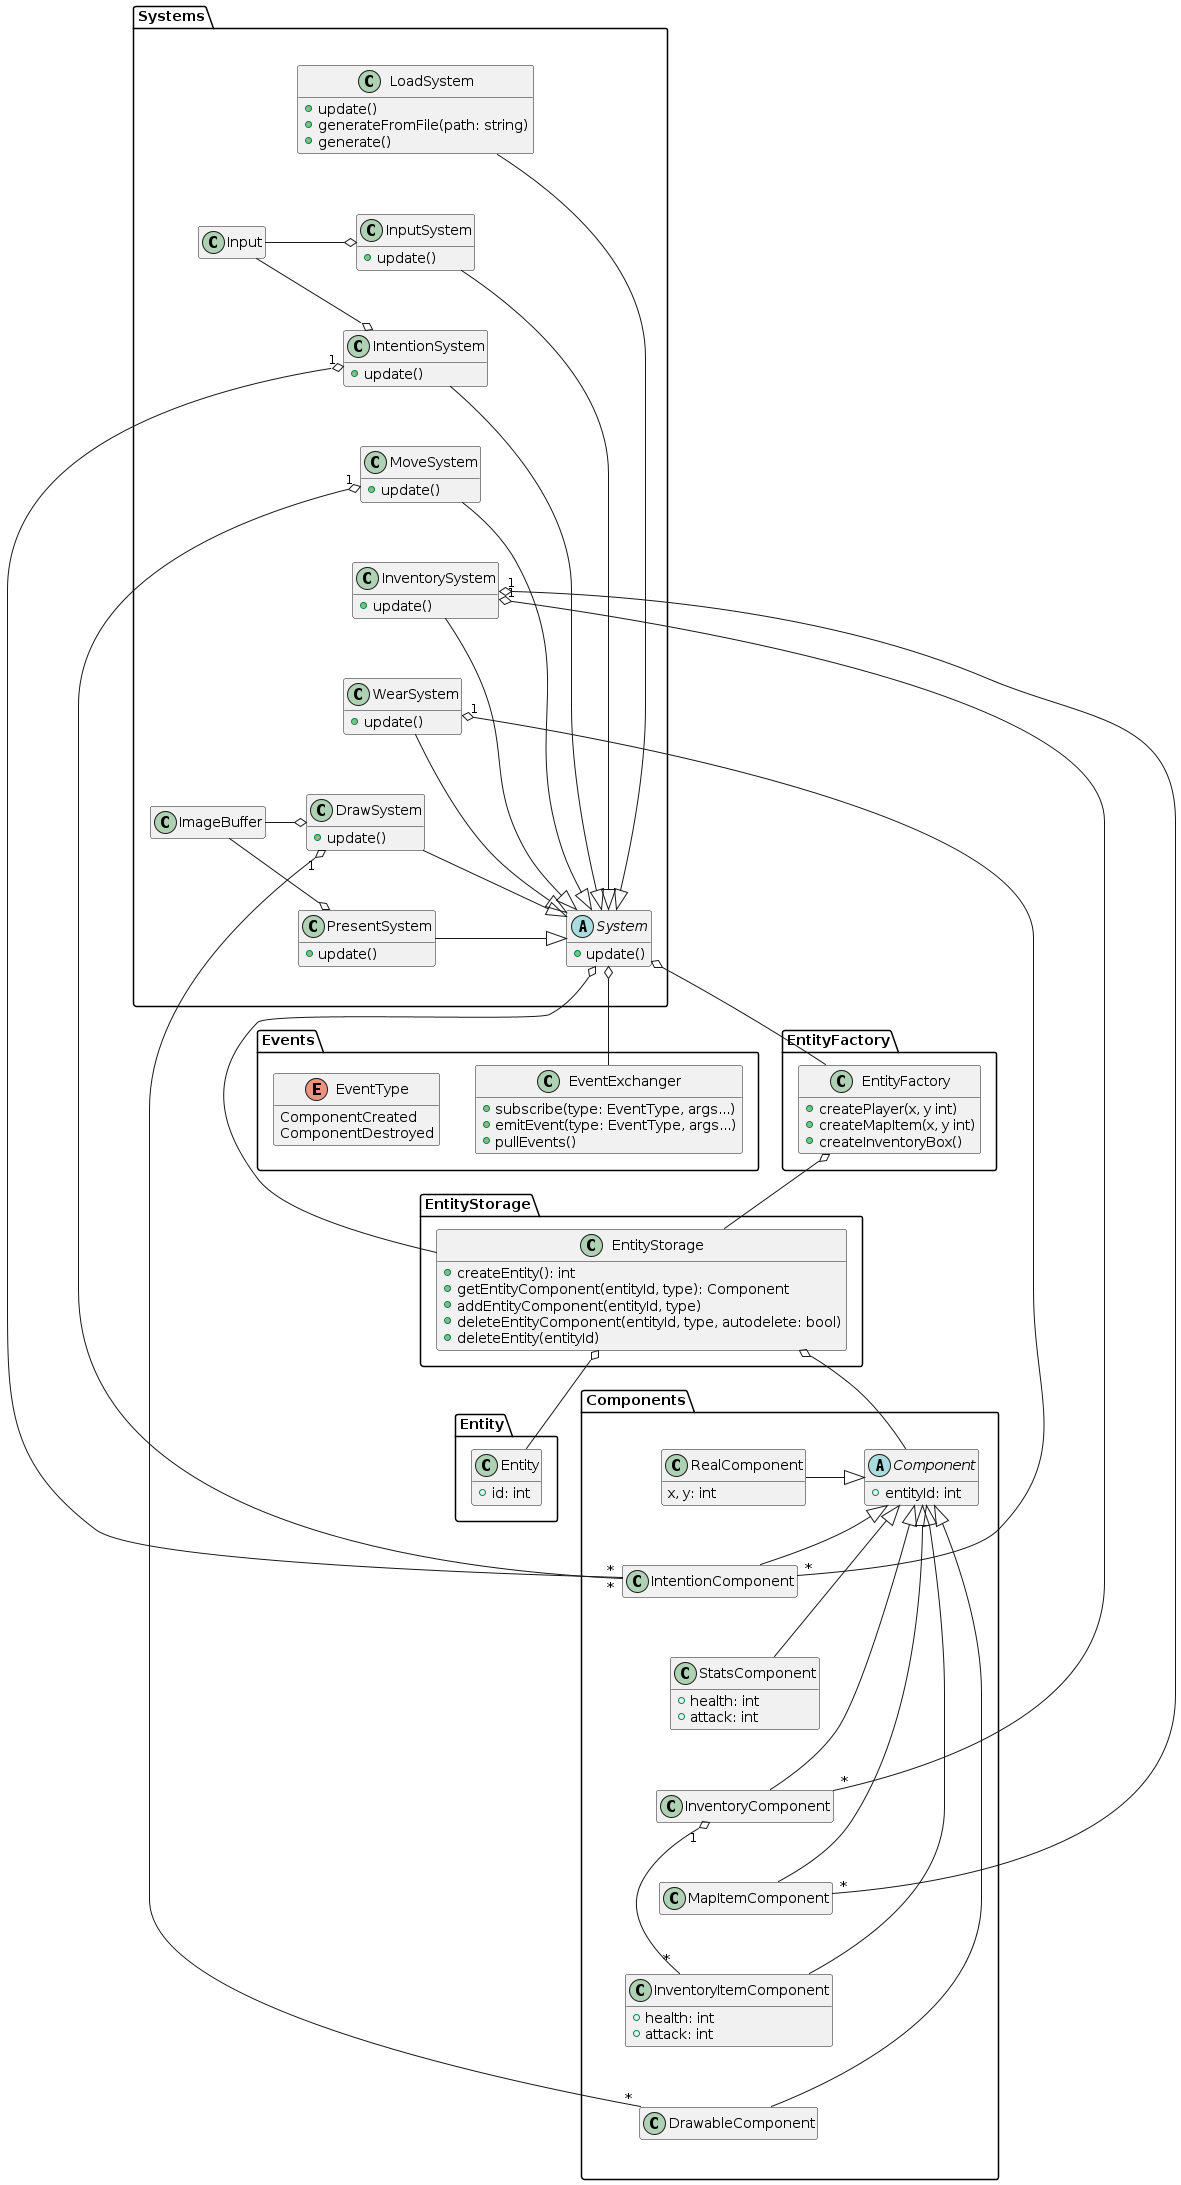 Systems
C LoadSystem
update()
generateFromFile(path: string)
generate()
C Input
C InputSystem
update()
C IntentionSystem
1
update()
C MoveSystem
1
update()
C InventorySystem
1
1
update()
C WearSystem
1
update()
C ImageBuffer
C DrawSystem
update()
1
C PresentSystem
update()
A System
update()
Events
E EventType
ComponentCreated
ComponentDestroyed
C EventExchanger
subscribe(type: EventType, args...)
emitEvent(type: EventType, args...)
pullEvents()
EntityFactory
C EntityFactory
createPlayer(x, y int)
createMapItem(x, y int)
createInventoryBox()
EntityStorage
C EntityStorage
createEntity(): int
getEntityComponent(entityId, type): Component
addEntityComponent(entityId, type)
deleteEntityComponent(entityId, type, autodelete: bool)
deleteEntity(entityId)
Entity
C Entity
id: int
Components
C RealComponent
x, y: int
A Component
entityId: int
*
*
C IntentionComponent
*
C StatsComponent
health: int
attack: int
*
C InventoryComponent
1
*
C MapItemComponent
*
C InventoryItemComponent
health: int
attack: int
*
C DrawableComponent